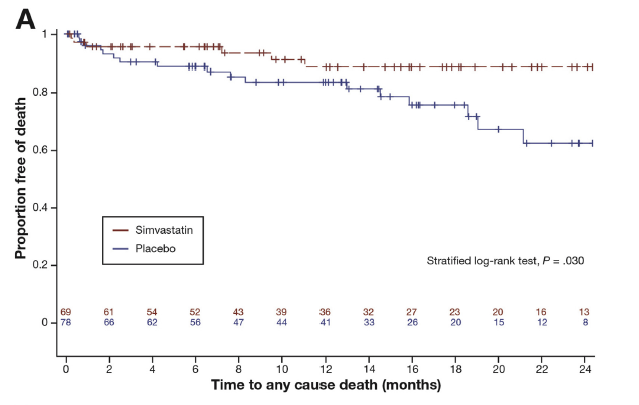 A
Proportion free of death
1
0.8
0.6
0.4
0.2
0
Simvastatin
Placebo
Stratified log-rank test, P = .030
69 61 54 52 43 39 36 32 27 23 20 16 13
78 66 62 56 47 44 41 33 26 20 15 12 8
0 2 4 6 8 10 12 14 16 18 20 22 24
Time to any cause death (months)